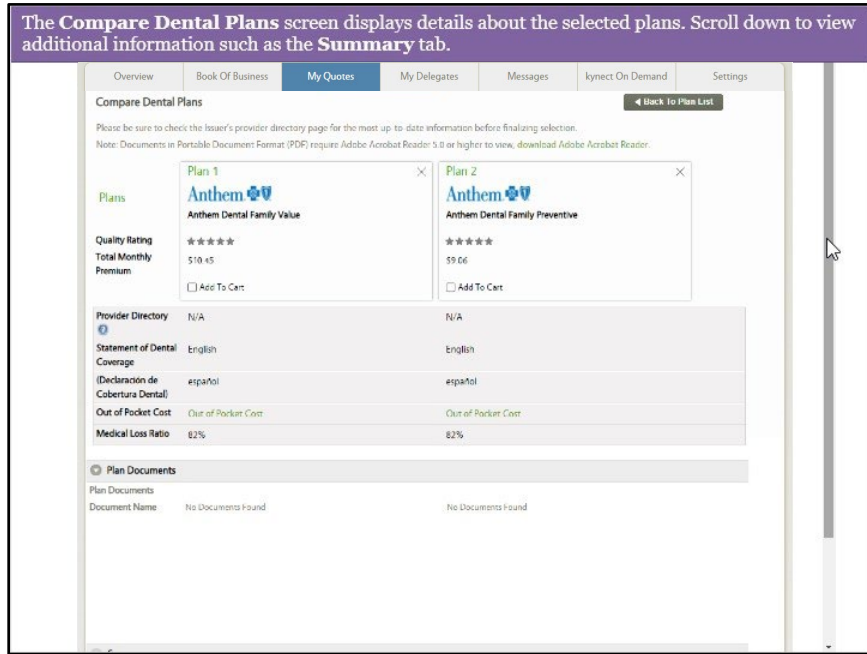 The Compare Dental Plans screen displays details about the selected plans. Scroll down to view
additional information such as the Summary tab.
Overview Book Of Business My Quotes My Delegates Messages kynect On Demand Settings
Compare Dental Plans
Back To Plan List
Please be sure to check the Issuer's provider directory page for the most up-to-date information before finalizing selection.
Note: Documents in Portable Document Format (PDF) require Adobe Acrobat Reader 5.0 or higher to view, download Adobe Acrobat Reader.
Plan 1 Plan 2
Plans Anthem Anthem
Anthem Dental Family Value Anthem Dental Family Preventive
Quality Rating
Total Monthly
Premium
$10.45 $9.06
Add To Cart Add To Cart
Provider Directory N/A N/A
Statement of Dental
Coverage
English English
(Declaración de
Cobertura Dental)
español español
Out of Pocket Cost Out of Pocket Cost Out of Pocket Cost
Medical Loss Ratio 82% 82%
Plan Documents
Plan Documents
Document Name No Documents Found No Documents Found